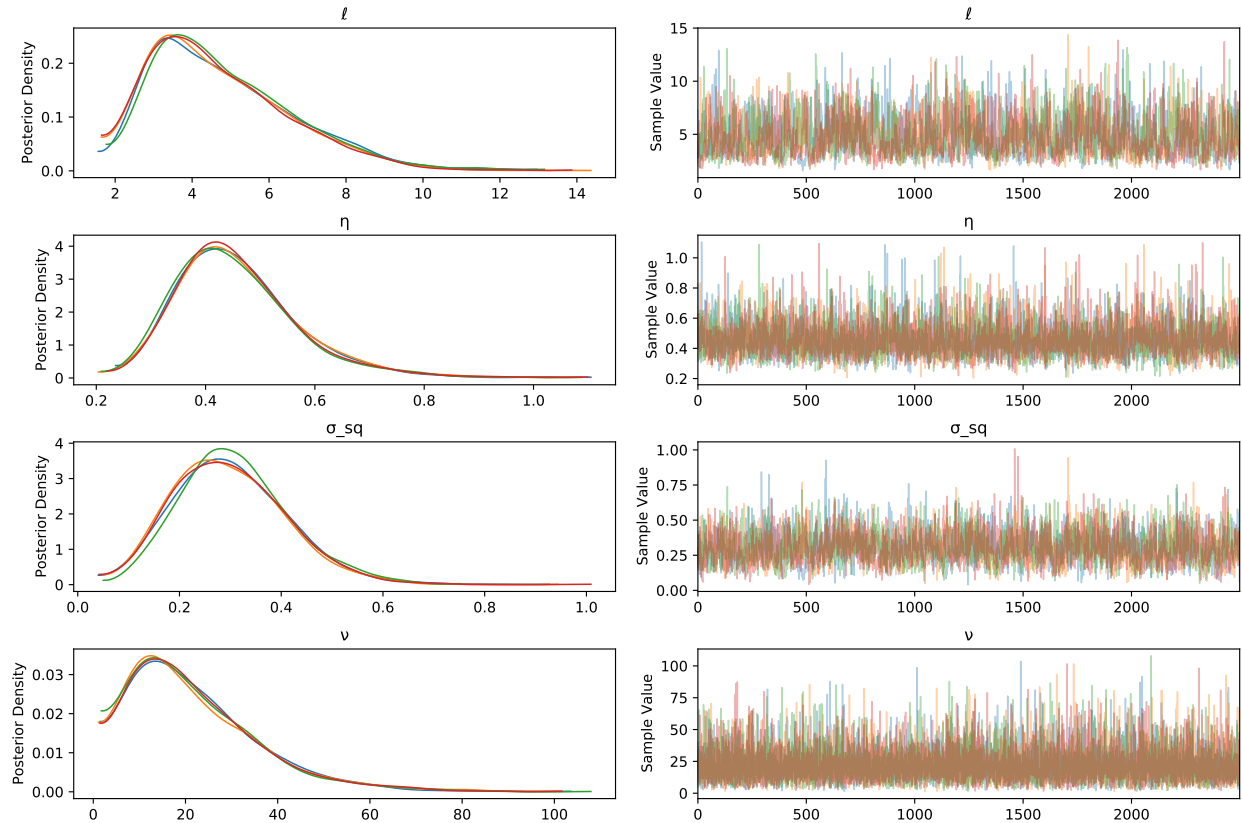 ℓ
Posterior Density
0.2
0.1
0.0
2 4 6 8 10 12 14
ℓ
Sample Value
15
10
5
0 500 1000 1500 2000
η
Posterior Density
4
3
2
1
0
0.2 0.4 0.6 0.8 1.0
η
Sample Value
1.0
0.8
0.6
0.4
0.2
0 500 1000 1500 2000
σ_sq
Posterior Density
4
3
2
1
0
0.0 0.2 0.4 0.6 0.8 1.0
σ_sq
Sample Value
1.00
0.75
0.50
0.25
0.00
0 500 1000 1500 2000
ν
Posterior Density
0.03
0.02
0.01
0.00
0 20 40 60 80 100
ν
Sample Value
100
75
50
25
0
0 500 1000 1500 2000